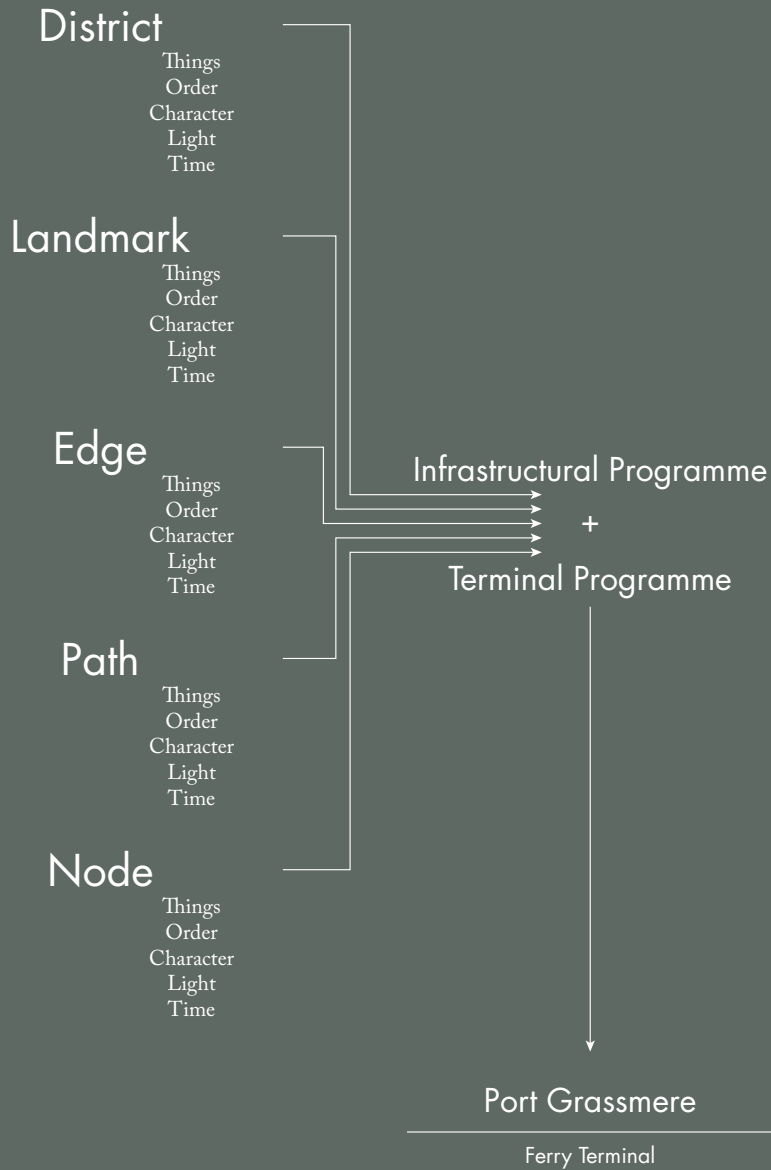 District
Things
Order
Character
Light
Time
Landmark
Things
Order
Character
Light
Time
Edge
Things
Order
Character
Light
Time
Path
Things
Order
Character
Light
Time
Node
Things
Order
Character
Light
Time
Infrastructural Programme
+
Terminal Programme
Port Grassmere
Ferry Terminal